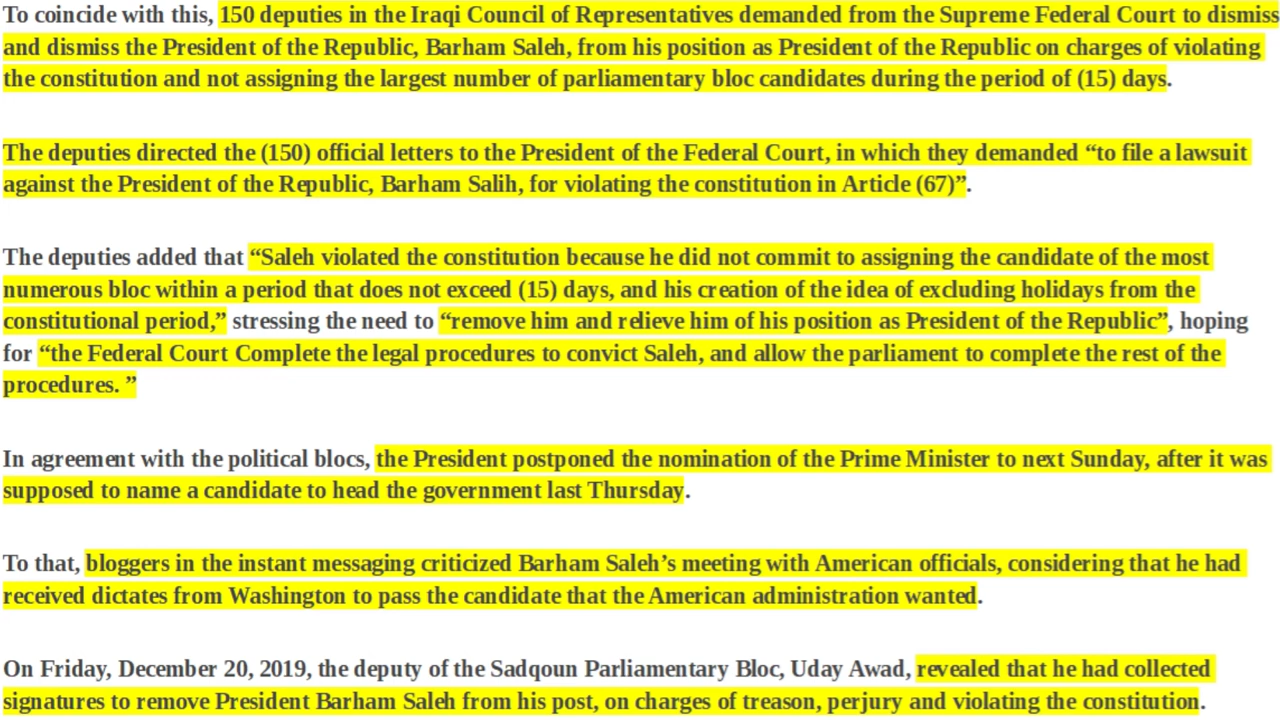 To coincide with this, 150 deputies in the Iraqi Council of Representatives demanded from the Supreme Federal Court to dismiss
and dismiss the President of the Republic, Barham Saleh, from his position as President of the Republic on charges of violating
the constitution and not assigning the largest number of parliamentary bloc candidates during the period of (15) days.
The deputies directed the (150) official letters to the President of the Federal Court, in which they demanded “to file a lawsuit
against the President of the Republic, Barham Salih, for violating the constitution in Article (67)”.
The deputies added that “Saleh violated the constitution because he did not commit to assigning the candidate of the most
numerous bloc within a period that does not exceed (15) days, and his creation of the idea of excluding holidays from the
constitutional period,” stressing the need to “remove him and relieve him of his position as President of the Republic”, hoping
for “the Federal Court Complete the legal procedures to convict Saleh, and allow the parliament to complete the rest of the
procedures. ”
In agreement with the political blocs, the President postponed the nomination of the Prime Minister to next Sunday, after it was
supposed to name a candidate to head the government last Thursday.
To that, bloggers in the instant messaging criticized Barham Saleh’s meeting with American officials, considering that he had
received dictates from Washington to pass the candidate that the American administration wanted.
On Friday, December 20, 2019, the deputy of the Sadqoun Parliamentary Bloc, Uday Awad, revealed that he had collected
signatures to remove President Barham Saleh from his post, on charges of treason, perjury and violating the constitution.